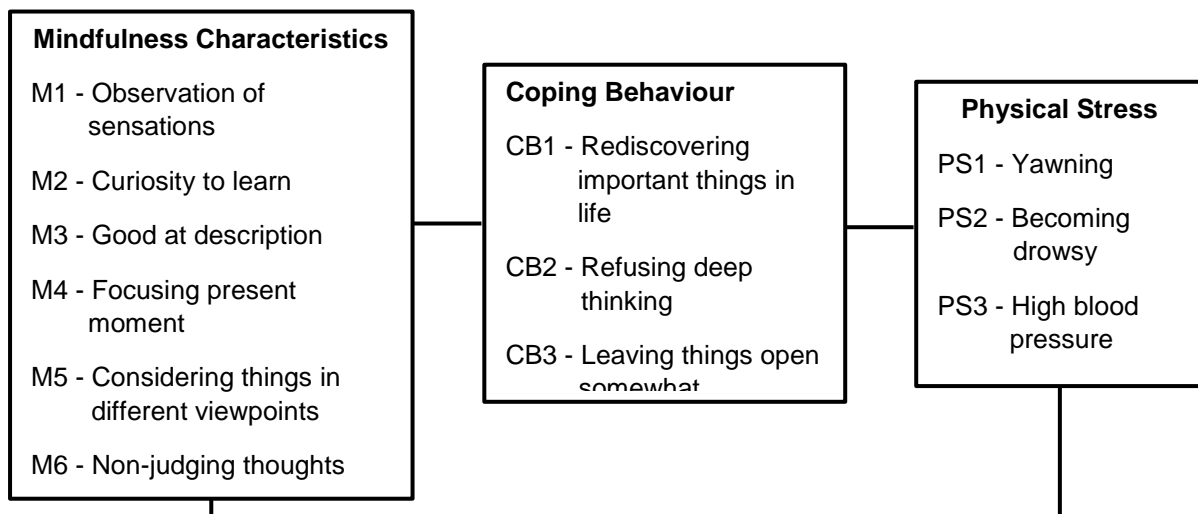 Mindfulness Characteristics
M1 - Observation of
sensations
M2 - Curiosity to learn
M3 - Good at description
M4 - Focusing present
moment
M5 - Considering things in
different viewpoints
M6 - Non-judging thoughts
Coping Behaviour
CB1 - Rediscovering
important things in
life
CB2 - Refusing deep
thinking
CB3 - Leaving things open
somewhat
Physical Stress
PS1 - Yawning
PS2 - Becoming
drowsy
PS3 - High blood
pressure